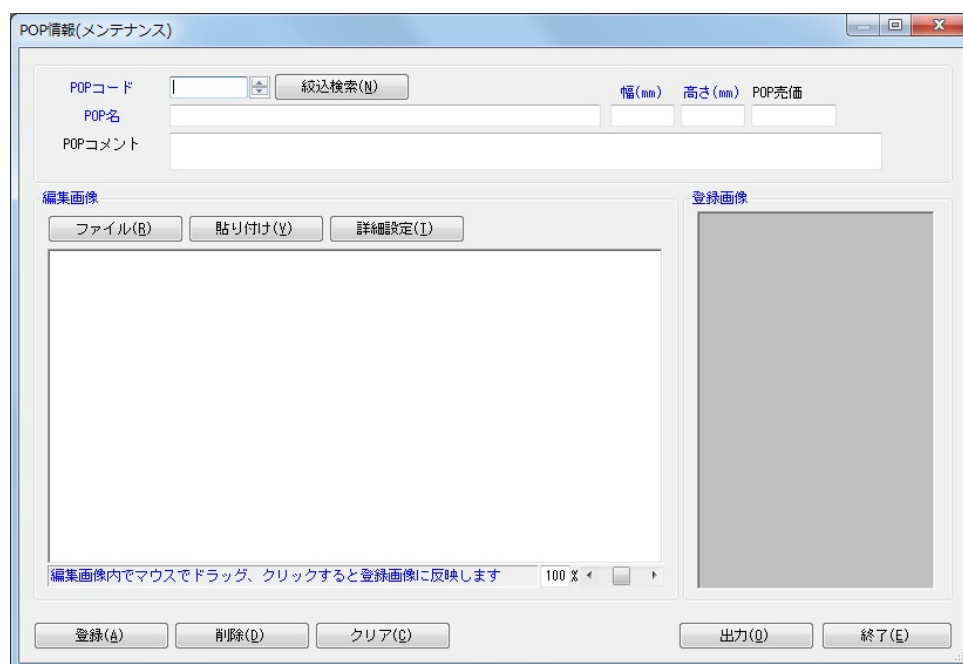 POP情報(メンテナンス)
POPコード 絞込検索(N) 幅(mm) 高さ(mm) POP売価
POP名
POPコメント
編集画像 登録画像
ファイル(R) 貼り付け(V) 詳細設定(I)
編集画像内でマウスでドラッグ、クリックすると登録画像に反映します 100 %
登録(A) 削除(D) クリア(C) 出力(O) 終了(E)